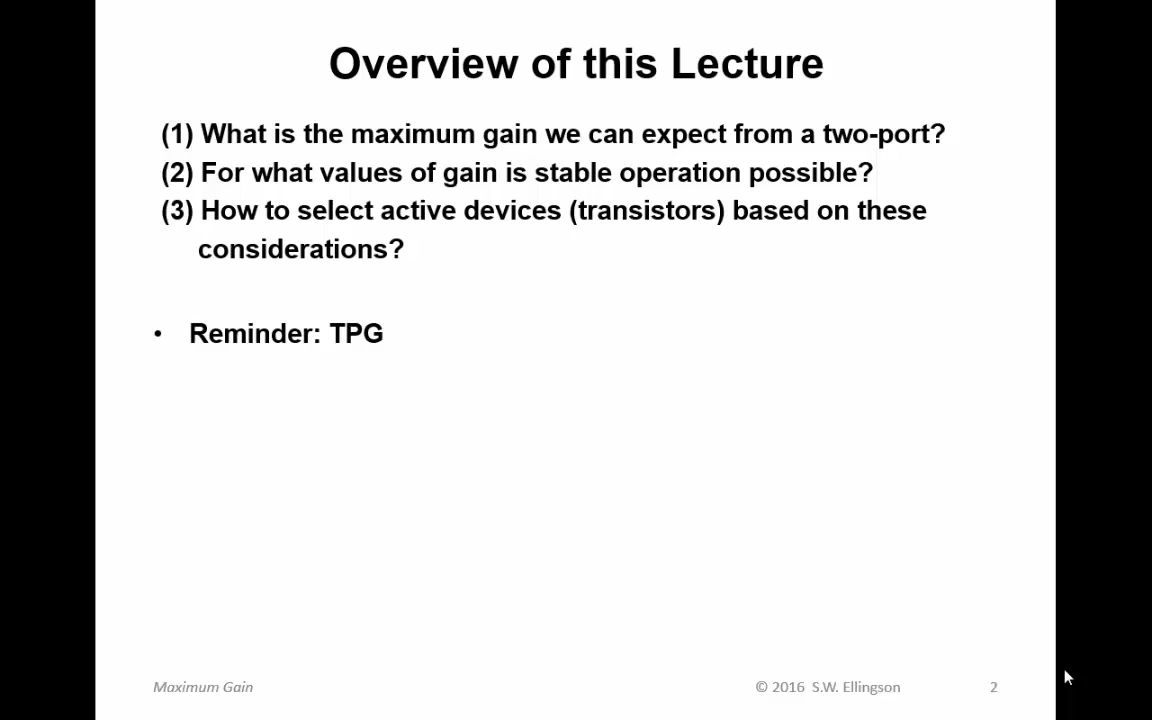 Overview of this Lecture
(1) What is the maximum gain we can expect from a two-port?
(2) For what values of gain is stable operation possible?
(3) How to select active devices (transistors) based on these
considerations?
• Reminder: TPG
Maximum Gain
© 2016 S.W. Ellingson
2